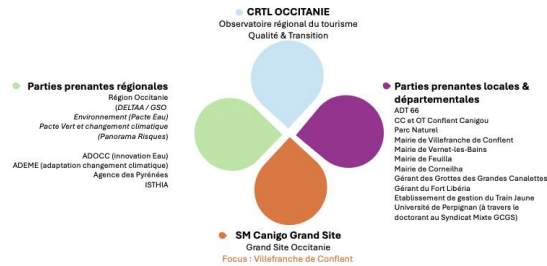 CRTL OCCITANIE
Observatoire régional du tourisme
Qualité & Transition
Parties prenantes régionales
Région Occitanie
(DELTAA / GSO
Environnement (Pacte Eau)
Pacte Vert et changement climatique
(Panorama Risques)
ADOCC (innovation Eau)
ADEME (adaptation changement climatique)
Agence des Pyrénées
ISTHIA
Parties prenantes locales &
départementales
ADT 66
CC et OT Conflent Canigou
Parc Naturel
Mairie de Villefranche de Conflent
Mairie de Vernet-les-Bains
Mairie de Feuilla
Mairie de Corneilha
Gérant des Grottes des Grandes Canalettes
Gérant du Fort Libéria
Etablissement de gestion du Train Jaune
Université de Perpignan (à travers le
doctorant au Syndicat Mixte GCGS)
SM Canigo Grand Site
Grand Site Occitanie
Focus : Villefranche de Conflent